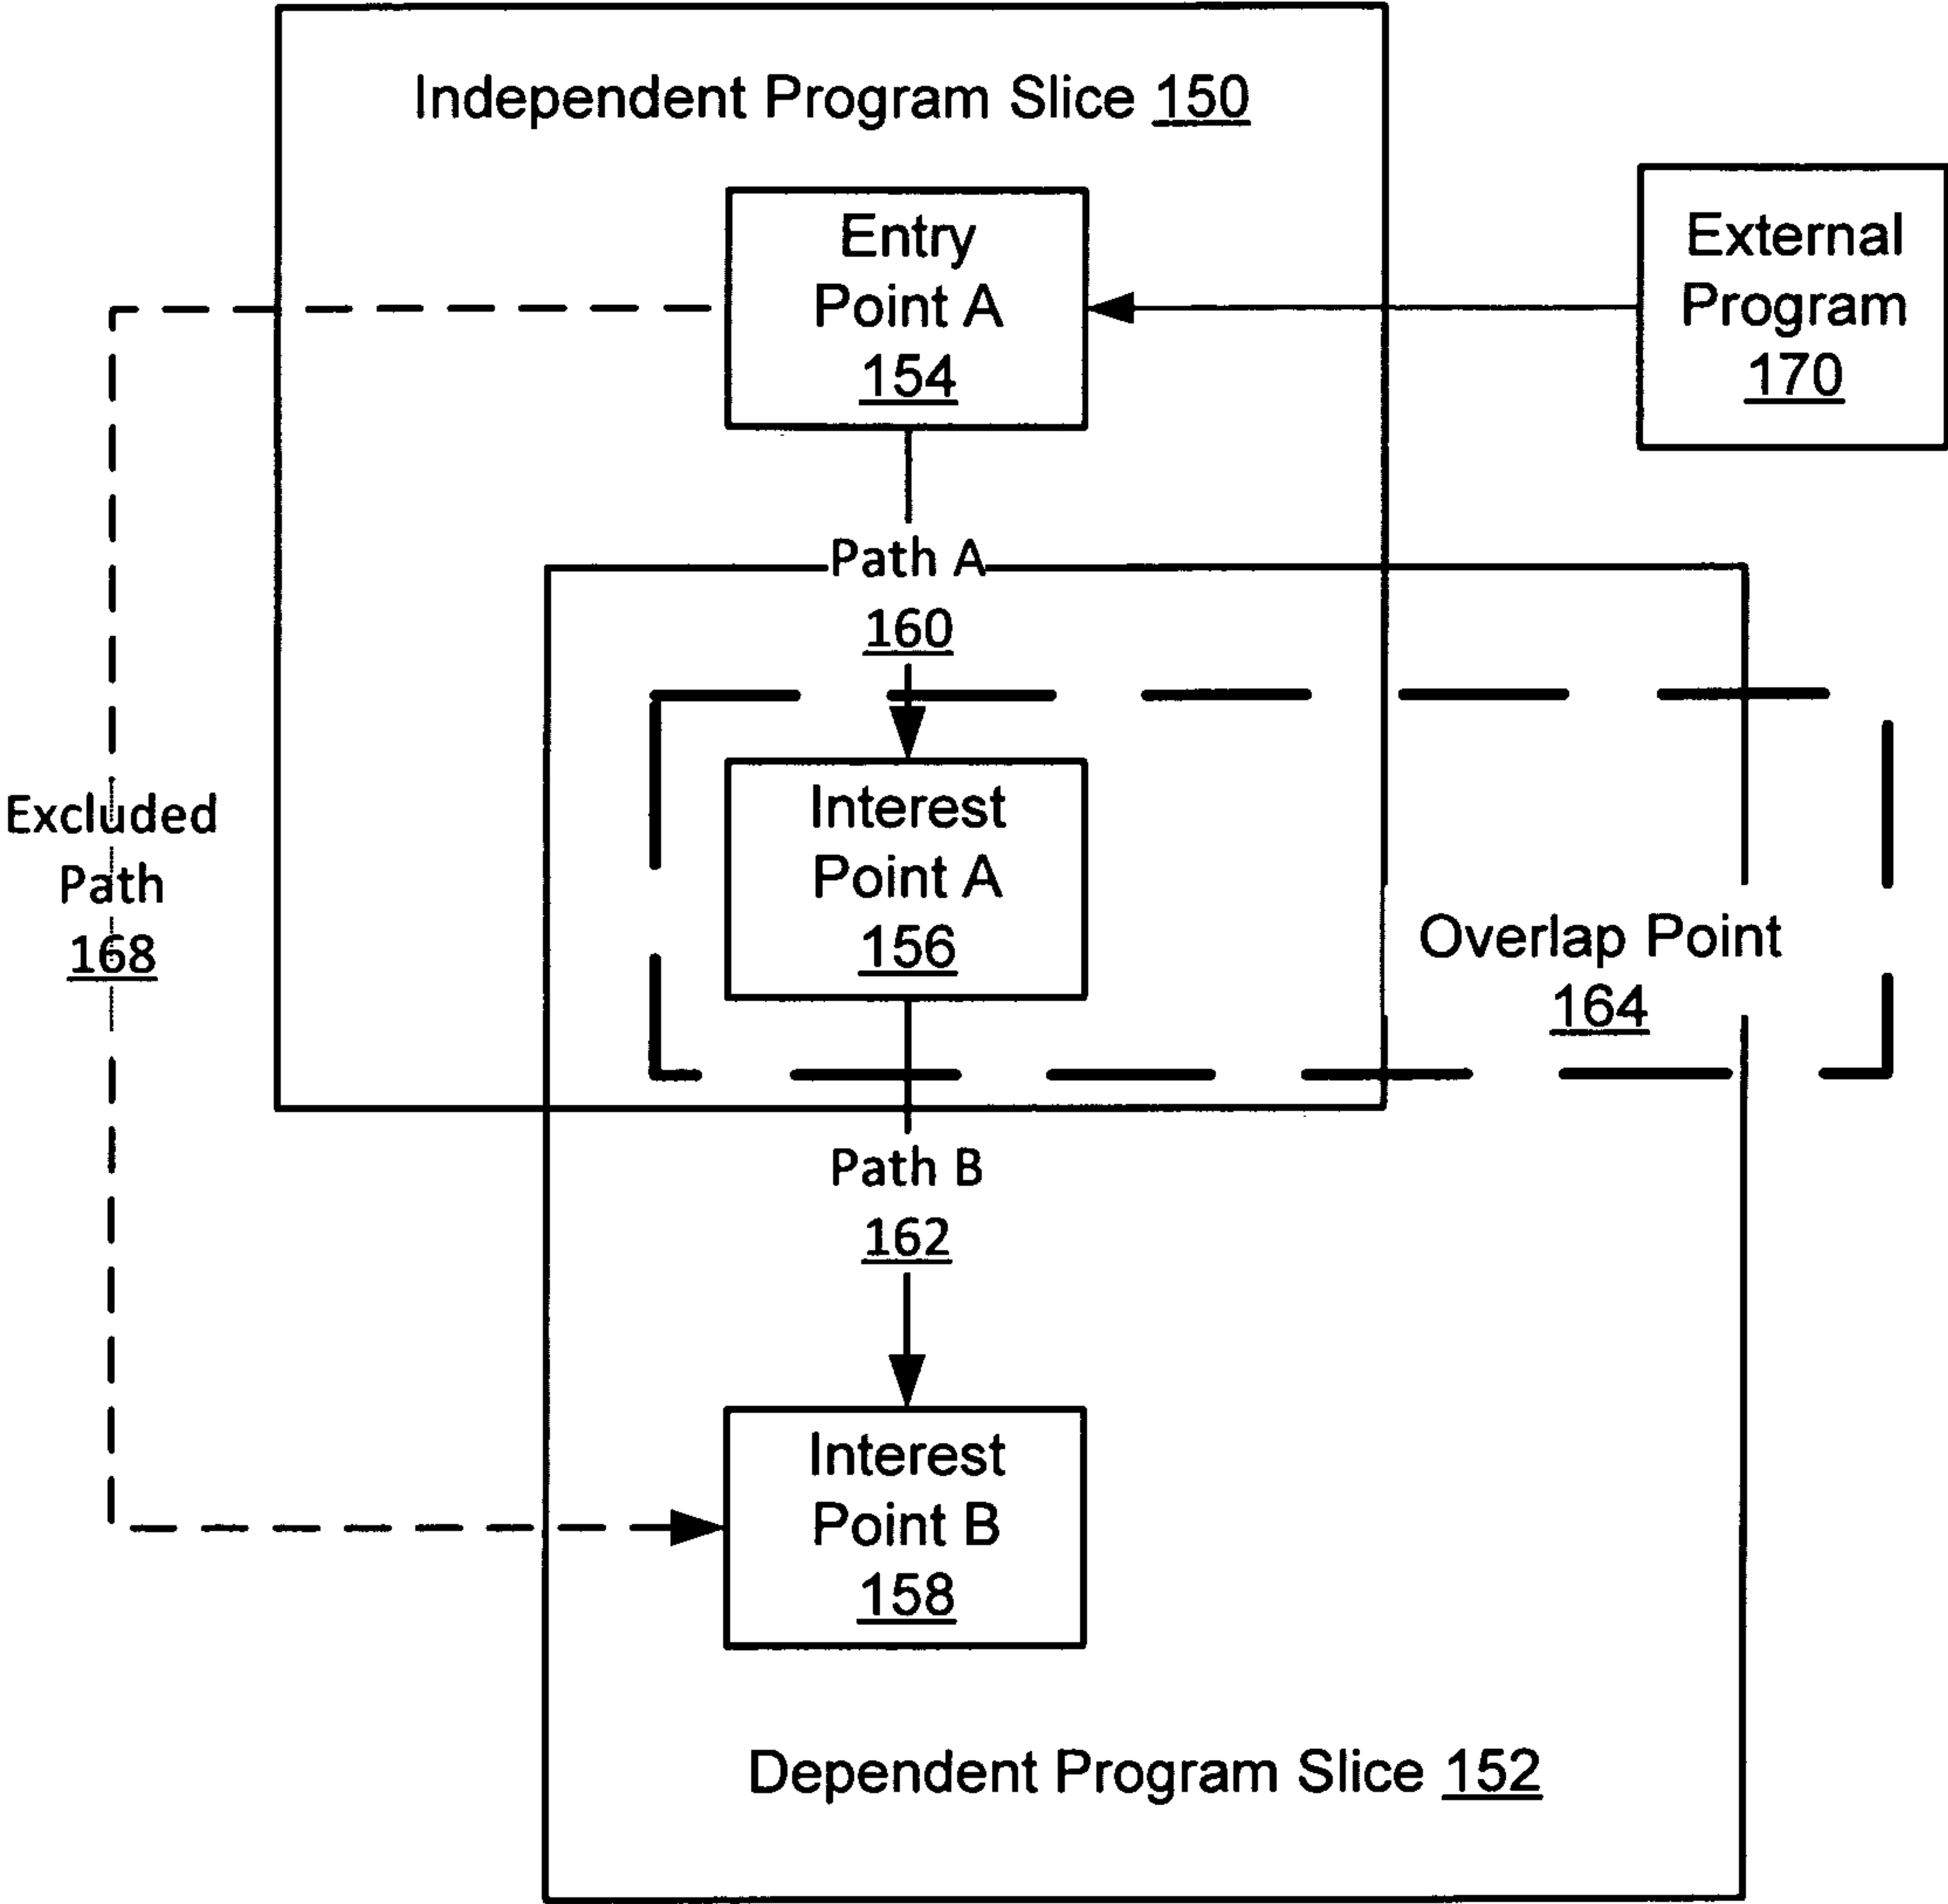 Independent Program Slice 150
Entry
Point A
154
External
Program
170
Path A
160
Interest
Point A
156
Excluded
Path
168
Overlap Point
164
Path B
162
Interest
Point B
158
Dependent Program Slice 152